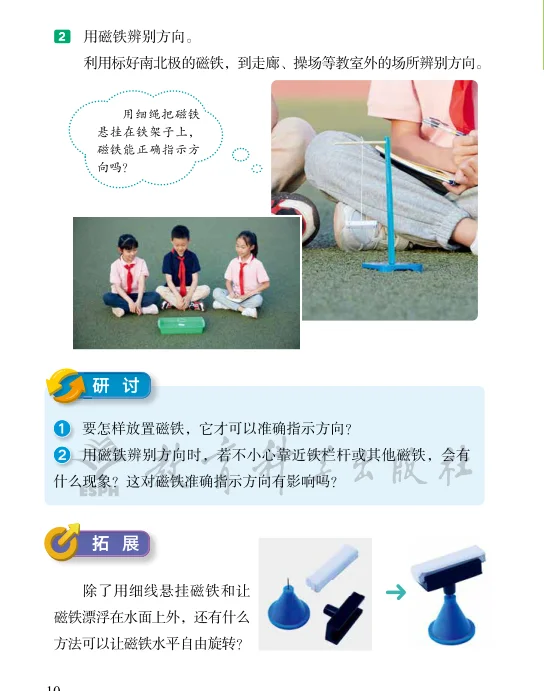 2 用磁铁辨别方向。
利用标好南北极的磁铁，到走廊、操场等教室外的场所辨别方向。
用细绳把磁铁
悬挂在铁架子上，
磁铁能正确指示方
向吗？
研讨
1 要怎样放置磁铁，它才可以准确指示方向？
2 用磁铁辨别方向时，若不小心靠近铁栏杆或其他磁铁，会有
什么现象？这对磁铁准确指示方向有影响吗？
教育科学出版社
ESPH
拓展
除了用细线悬挂磁铁和让
磁铁漂浮在水面上外，还有什么
方法可以让磁铁水平自由旋转？
10